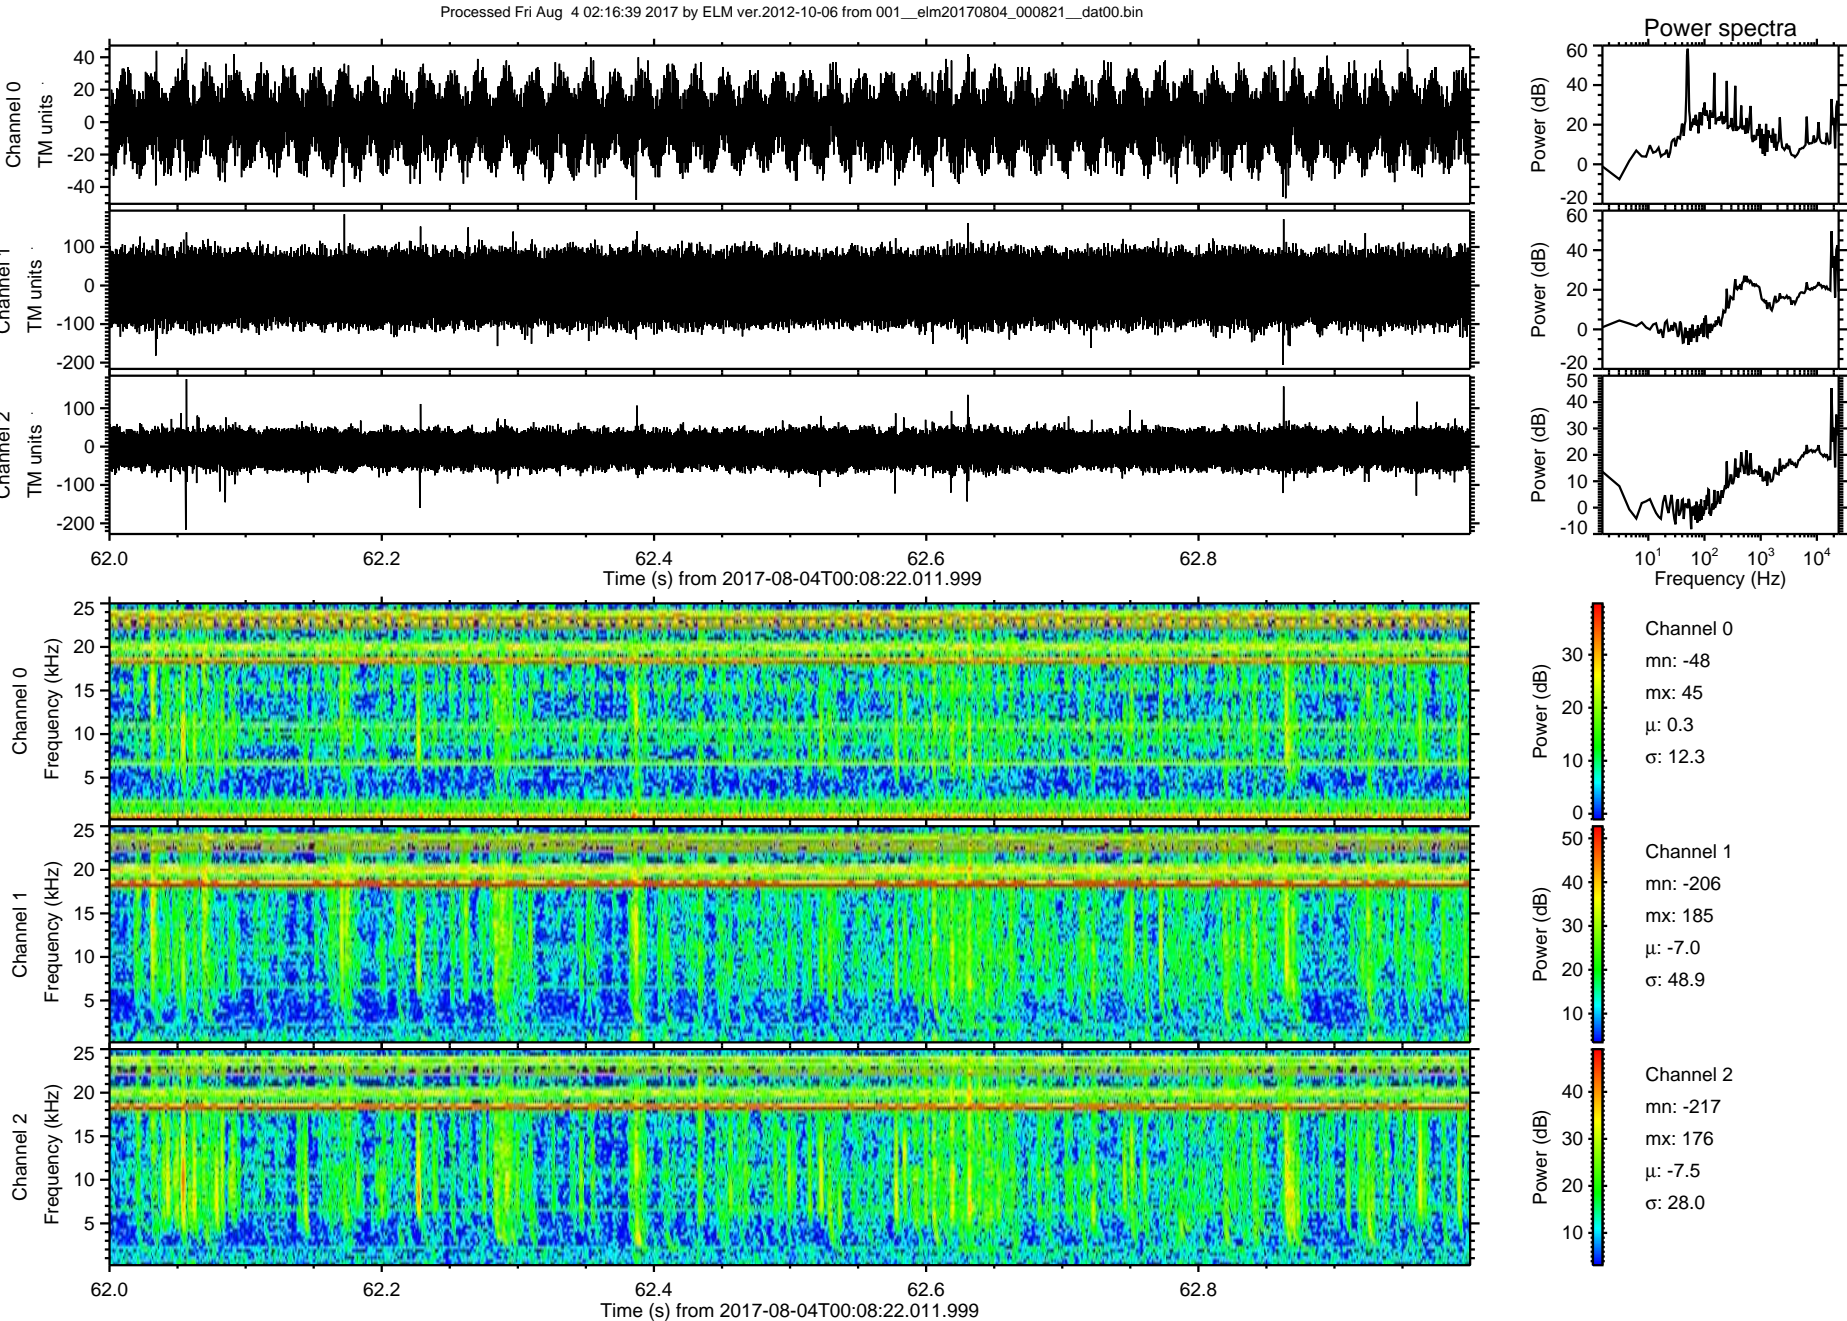 Processed Fri Aug  4 02:16:39 2017 by ELM ver.2012-10-06 from 001__elm20170804_000821__dat00.bin
Power spectra
Channel 0
TM units
40
20
0
-20
-40
Power (dB)
60
40
20
0
-20
Channel 1
TM units
100
0
-100
-200
Power (dB)
60
40
20
0
-20
Channel 2
TM units
100
0
-100
-200
Power (dB)
50
40
30
20
10
0
-10
62.0 62.2 62.4 62.6 62.8
Time (s) from 2017-08-04T00:08:22.011.999
10^1 10^2 10^3 10^4
Frequency (Hz)
Channel 0
Frequency (kHz)
25
20
15
10
5
Power (dB)
30
20
10
0
Channel 0
mn: -48
mx: 45
μ: 0.3
σ: 12.3
Channel 1
Frequency (kHz)
25
20
15
10
5
Power (dB)
50
40
30
20
10
Channel 1
mn: -206
mx: 185
μ: -7.0
σ: 48.9
Channel 2
Frequency (kHz)
25
20
15
10
5
Power (dB)
40
30
20
10
Channel 2
mn: -217
mx: 176
μ: -7.5
σ: 28.0
62.0 62.2 62.4 62.6 62.8
Time (s) from 2017-08-04T00:08:22.011.999